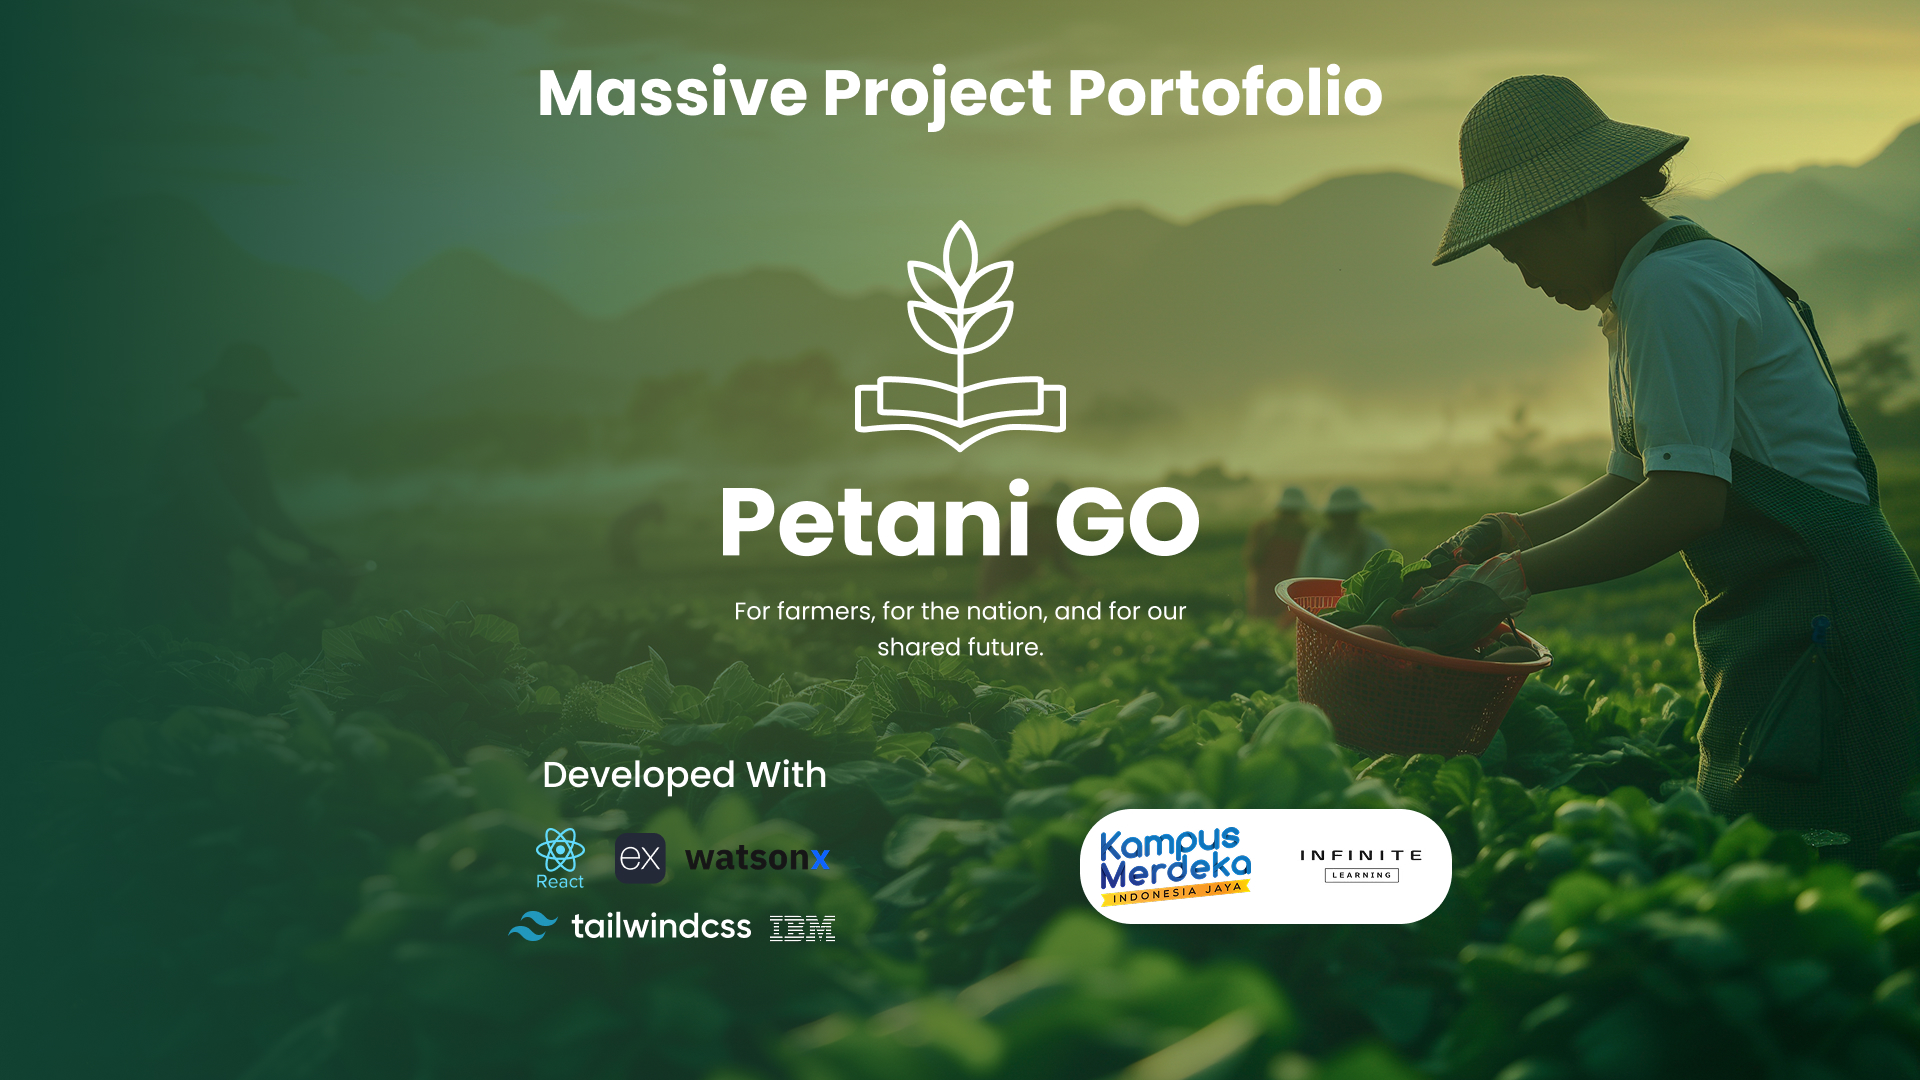 Massive Project Portofolio
Petani GO
For farmers, for the nation, and for our
shared future.
Developed With
React
ex
watsonx
tailwindcss
IBM
Kampus
Merdeka
INDONESIA JAYA
INFINITE
LEARNING